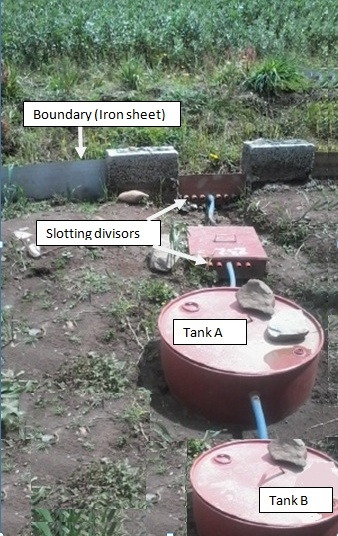 Boundary (Iron sheet)
Slotting divisors
Tank A
Tank B